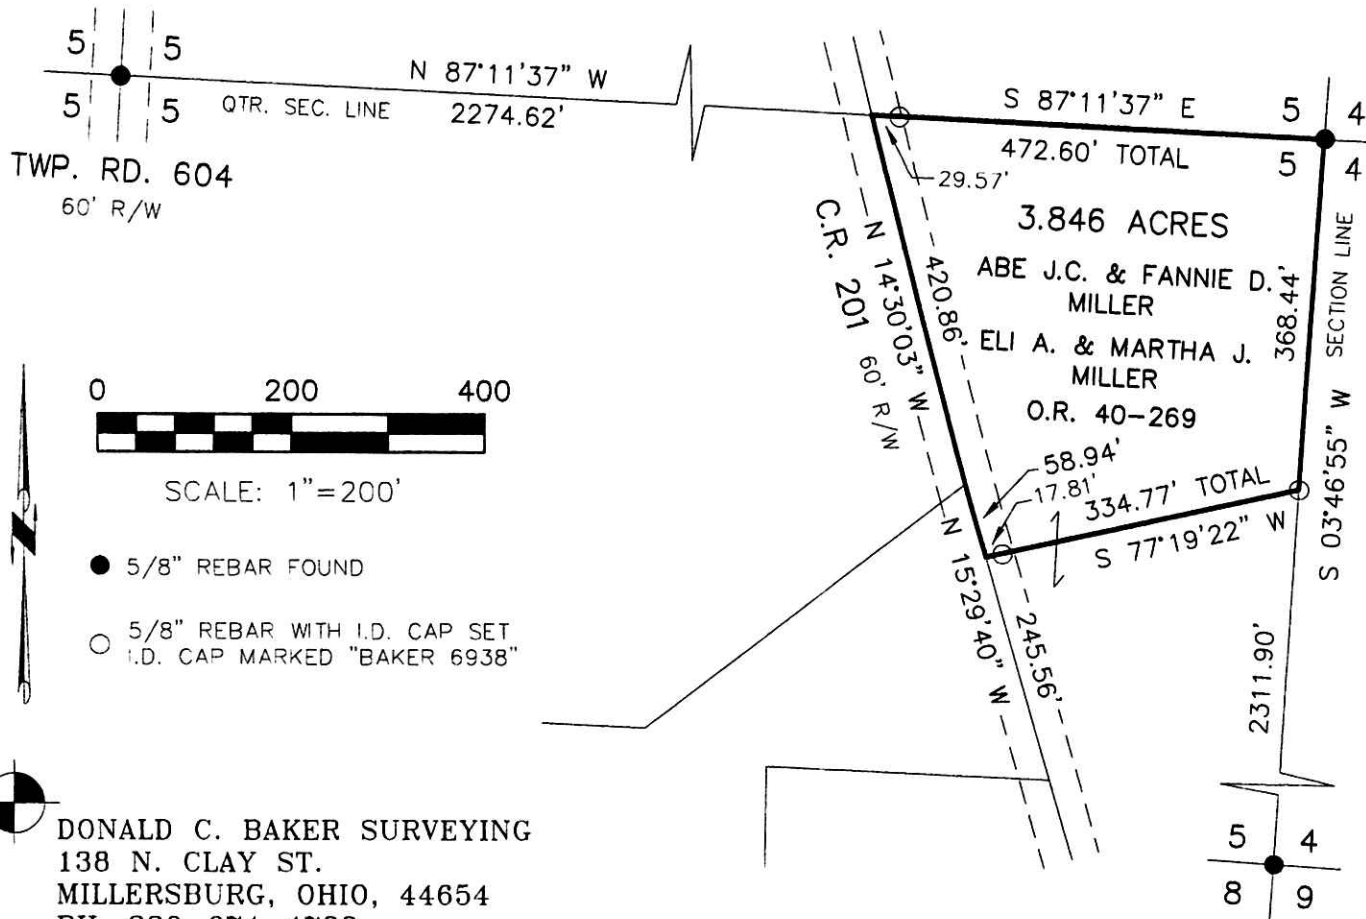 5 5
5 5
TWP. RD. 604
60' R/W
N 87°11'37" W
QTR. SEC. LINE 2274.62'
S 87°11'37" E
472.60' TOTAL
29.57'
5 4
5 4
3.846 ACRES
ABE J.C. & FANNIE D.
MILLER
ELI A. & MARTHA J.
MILLER
O.R. 40-269
C.R. 201 60' R/W
N 14°30'03" W
420.86'
368.44'
SECTION LINE
S 03°46'55" W
58.94'
17.81'
334.77' TOTAL
S 77°19'22" W
N 15°29'40" W
245.56'
2311.90'
0 200 400
SCALE: 1"=200'
5/8" REBAR FOUND
5/8" REBAR WITH I.D. CAP SET
I.D. CAP MARKED "BAKER 6938"
5 4
8 9
DONALD C. BAKER SURVEYING
138 N. CLAY ST.
MILLERSBURG, OHIO, 44654